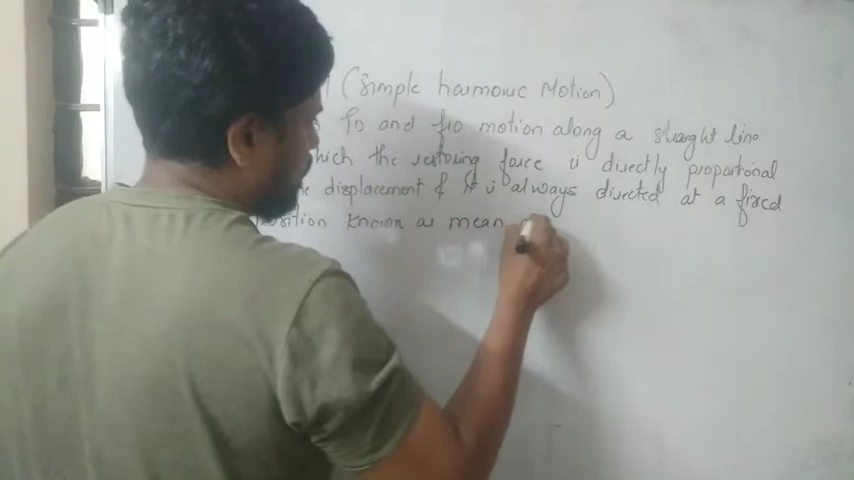 (Simple harmonic Motion)
To and fro motion along a straight line
which the restoring force is directly proportional
displacement & it is always directed at a fixed
position known as mean